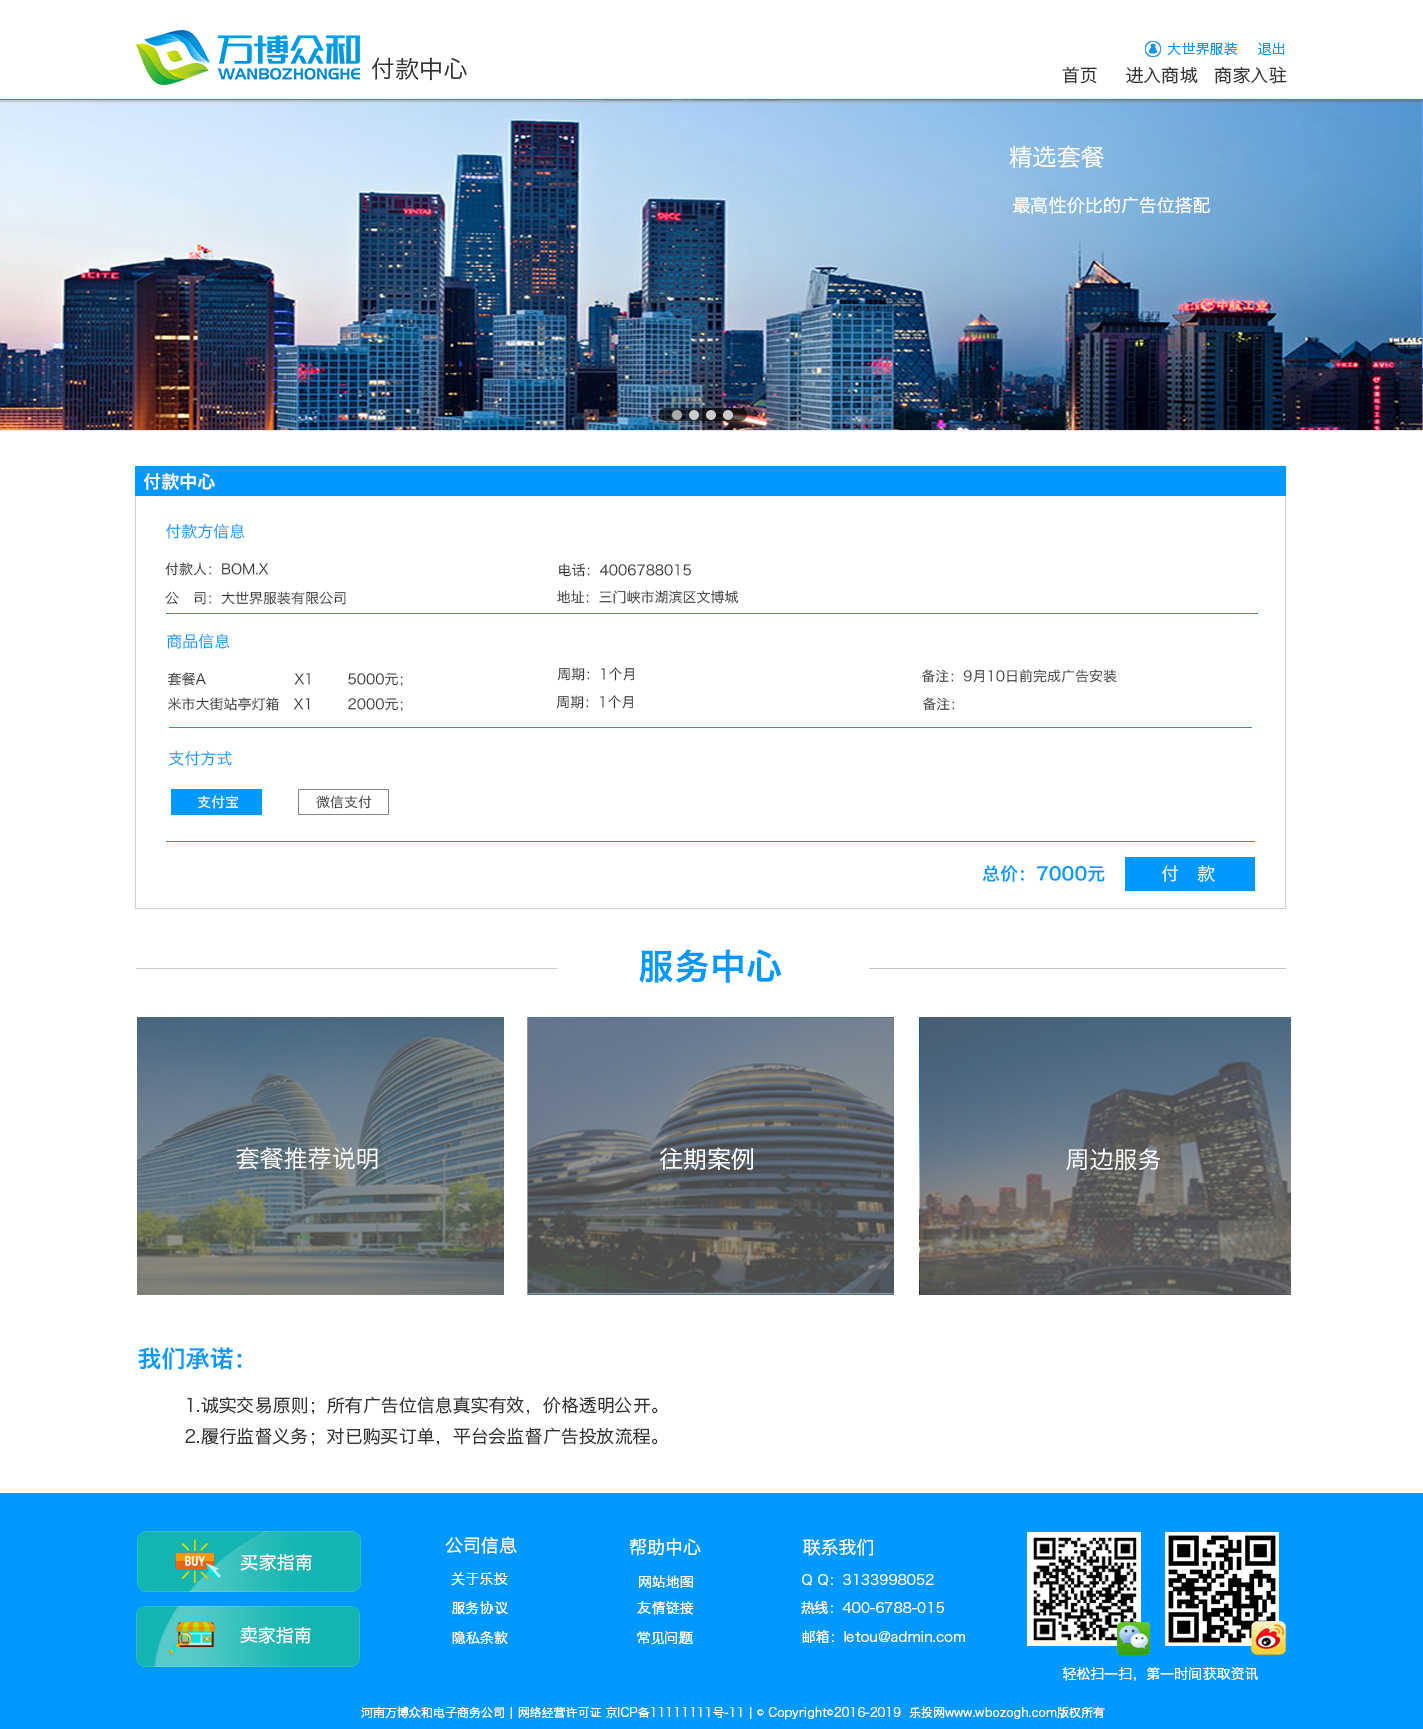 万博众和
WANBOZHONGHE
付款中心
大世界服装 退出
首页 进入商城 商家入驻
精选套餐
最高性价比的广告位搭配
YINTAI
DJCC
CITIC
中航工业
AVIC
付款中心
付款方信息
付款人：BOM.X 电话：4006788015
公 司：大世界服装有限公司 地址：三门峡市湖滨区文博城
商品信息
套餐A X1 5000元； 周期：1个月 备注：9月10日前完成广告安装
米市大街站亭灯箱 X1 2000元； 周期：1个月 备注：
支付方式
支付宝 微信支付
总价：7000元 付 款
服务中心
套餐推荐说明 往期案例 周边服务
我们承诺：
1.诚实交易原则；所有广告位信息真实有效，价格透明公开。
2.履行监督义务；对已购买订单，平台会监督广告投放流程。
BUY 买家指南
卖家指南
公司信息
关于乐投
服务协议
隐私条款
帮助中心
网站地图
友情链接
常见问题
联系我们
Q Q：3133998052
热线：400-6788-015
邮箱：letou@admin.com
轻松扫一扫，第一时间获取资讯
河南万博众和电子商务公司 | 网络经营许可证 京ICP备11111111号-11 | © Copyright©2016-2019 乐投网www.wbozogh.com版权所有